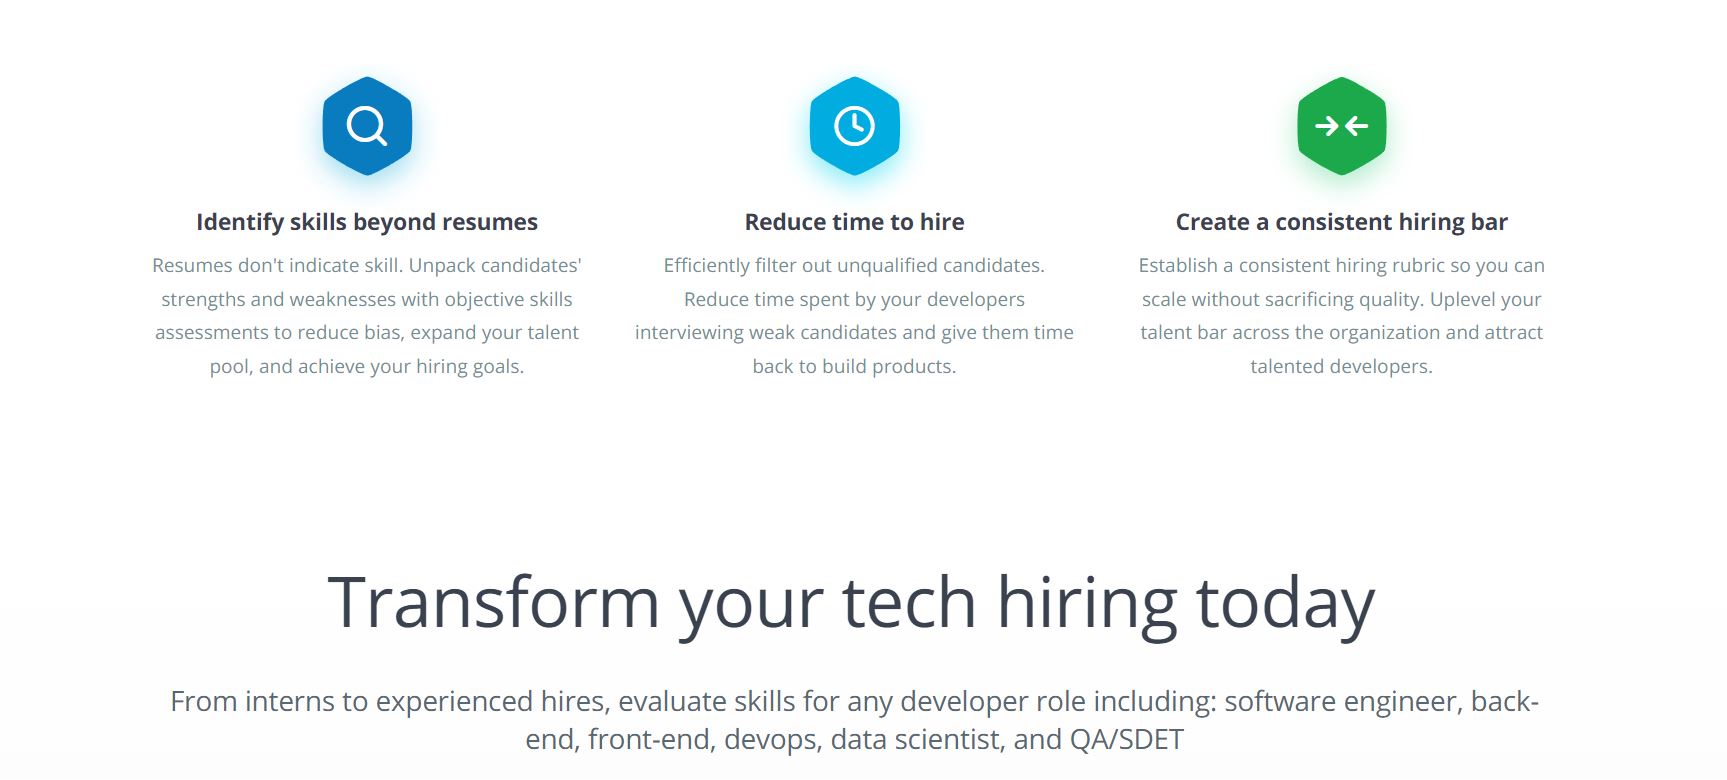 Identify skills beyond resumes
Resumes don't indicate skill. Unpack candidates'
strengths and weaknesses with objective skills
assessments to reduce bias, expand your talent
pool, and achieve your hiring goals.
Reduce time to hire
Efficiently filter out unqualified candidates.
Reduce time spent by your developers
interviewing weak candidates and give them time
back to build products.
Create a consistent hiring bar
Establish a consistent hiring rubric so you can
scale without sacrificing quality. Uplevel your
talent bar across the organization and attract
talented developers.
Transform your tech hiring today
From interns to experienced hires, evaluate skills for any developer role including: software engineer, back-
end, front-end, devops, data scientist, and QA/SDET